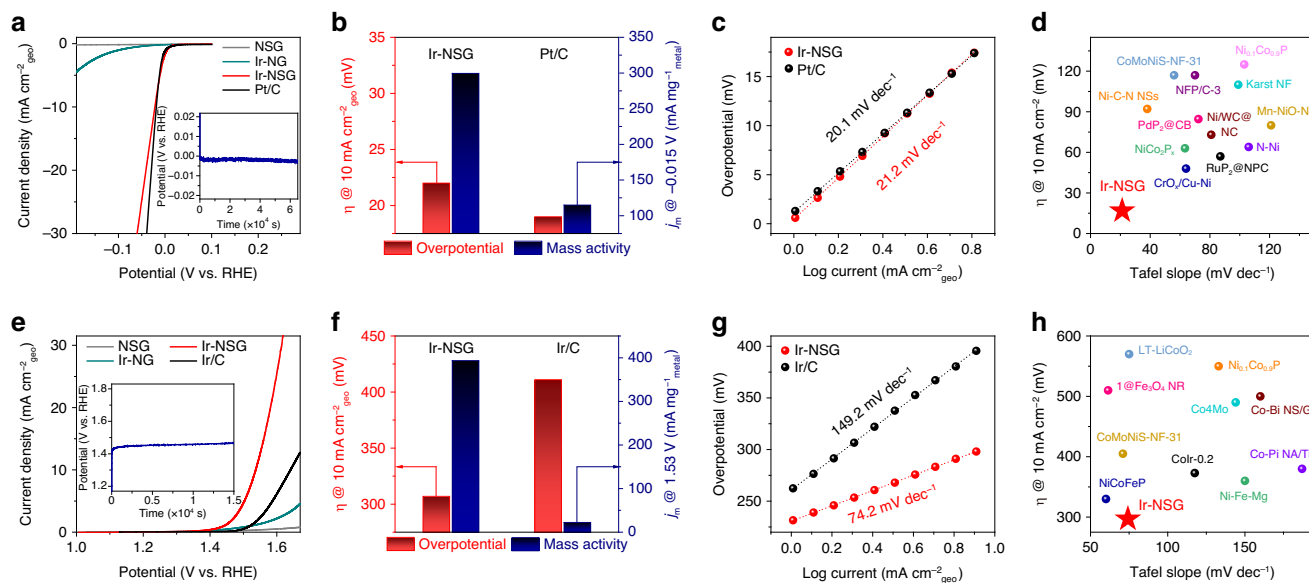 a
Current density (mA cm⁻²geo)
0
−10
−20
−30
NSG
Ir-NG
Ir-NSG
Pt/C
Potential (V vs. RHE)
0.02
0.01
0.00
−0.01
−0.02
0
2
4
6
Time (×10⁴ s)
−0.1
0.0
0.1
0.2
Potential (V vs. RHE)
b
η @ 10 mA cm⁻²geo (mV)
35
30
25
20
Ir-NSG
Pt/C
350
300
250
200
150
100
jm @ −0.015 V (mA mg⁻¹metal)
Overpotential
Mass activity
c
Overpotential (mV)
20
15
10
5
0
Ir-NSG
Pt/C
20.1 mV dec⁻¹
21.2 mV dec⁻¹
0.0
0.2
0.4
0.6
0.8
Log current (mA cm⁻²geo)
d
η @ 10 mA cm⁻² (mV)
150
120
90
60
30
0
Ni0.1Co0.9P
CoMoNiS-NF-31
NFP/C-3
Karst NF
Ni-C-N NSs
PdP2@CB
Ni/WC@
NC
Mn-NiO-N
NiCo2Px
N-Ni
RuP2@NPC
CrOx/Cu-Ni
Ir-NSG
0
40
80
120
Tafel slope (mV dec⁻¹)
e
Current density (mA cm⁻²geo)
30
20
10
0
NSG
Ir-NSG
Ir-NG
Ir/C
Potential (V vs. RHE)
1.8
1.6
1.4
1.2
0
0.5
1.0
1.5
Time (×10⁴ s)
1.0
1.2
1.4
1.6
Potential (V vs. RHE)
f
η @ 10 mA cm⁻²geo (mV)
450
400
350
300
Ir-NSG
Ir/C
400
300
200
100
0
jm @ 1.53 V (mA mg⁻¹metal)
Overpotential
Mass activity
g
Overpotential (mV)
400
350
300
250
200
Ir-NSG
Ir/C
149.2 mV dec⁻¹
74.2 mV dec⁻¹
0.0
0.2
0.4
0.6
0.8
1.0
Log current (mA cm⁻²geo)
h
η @ 10 mA cm⁻² (mV)
600
500
400
300
LT-LiCoO2
Ni0.1Co0.9P
1@Fe3O4 NR
Co4Mo
Co-Bi NS/G
CoMoNiS-NF-31
CoIr-0.2
Co-Pi NA/Ti
NiCoFeP
Ni-Fe-Mg
Ir-NSG
50
100
150
Tafel slope (mV dec⁻¹)